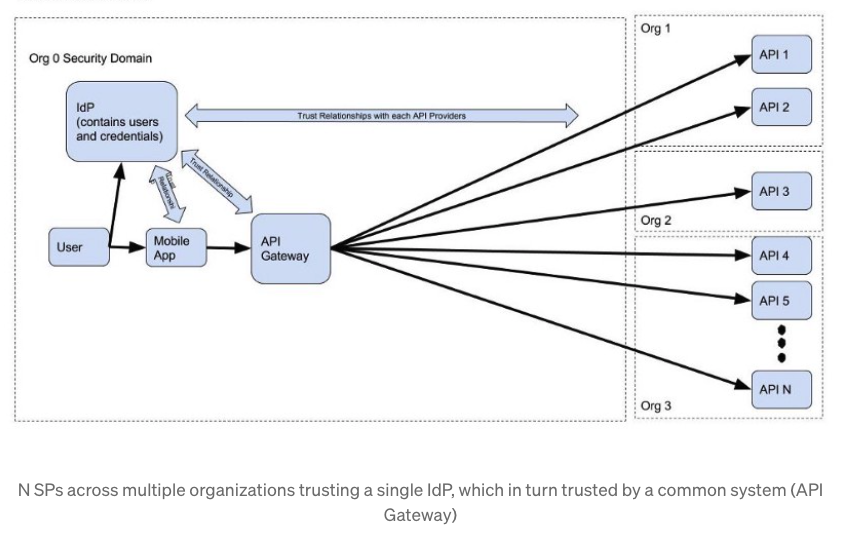 Org 0 Security Domain
IdP
(contains users
and credentials)
Trust Relationships with each API Providers
Trust Relationship
Trust
Relationshi
User
Mobile
App
API
Gateway
Org 1
API 1
API 2
API 3
Org 2
API 4
API 5
API N
Org 3
N SPs across multiple organizations trusting a single IdP, which in turn trusted by a common system (API
Gateway)